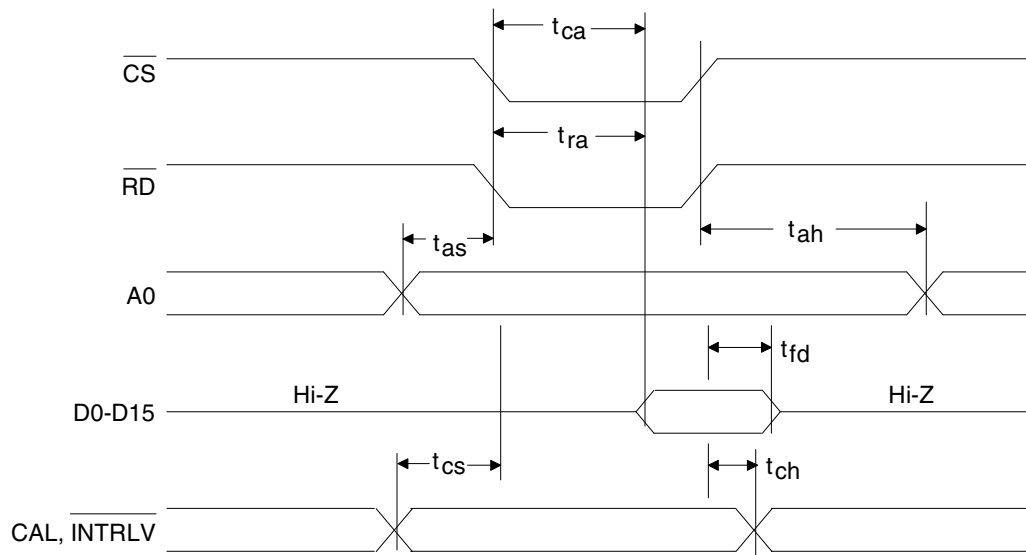 tca
CS
tra
RD
tas
tah
A0
tfd
Hi-Z
Hi-Z
D0-D15
tcs
tch
CAL, INTRLV